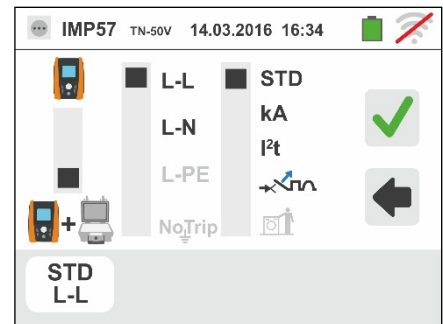 IMP57 TN-50V 14.03.2016 16:34
L-L STD
L-N kA
I²t
L-PE
+
NoTrip
STD
L-L